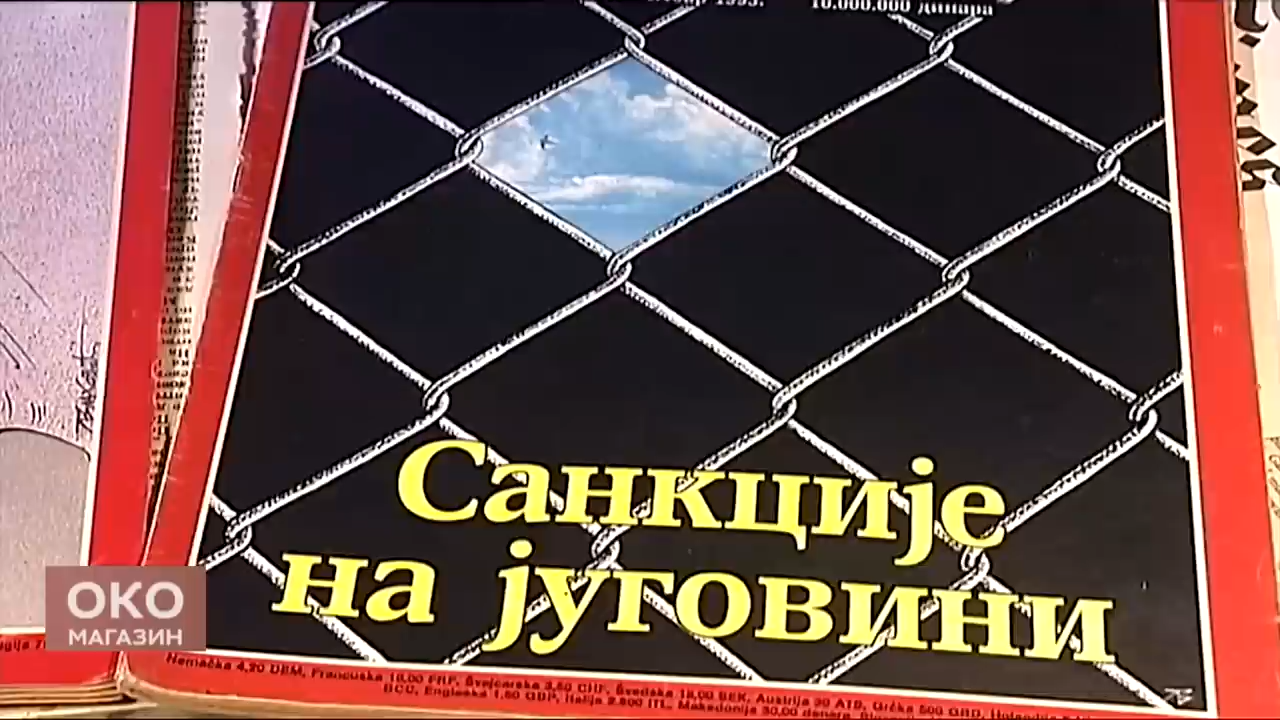 1993. 10.000.000 динара
Санкције
на југовини
ОКО
МАГАЗИН
Nemačka 4,20 DEM, Francuska 18,00 FRF, Švajcarska 3,50 CHF, Švedska 18,00 SEK, Austrija 30 ATS, Grčka 500 GRD,
Engleska 1,50 GBP, Italija 2.800 ITL, Makedonija 30,00 denara,